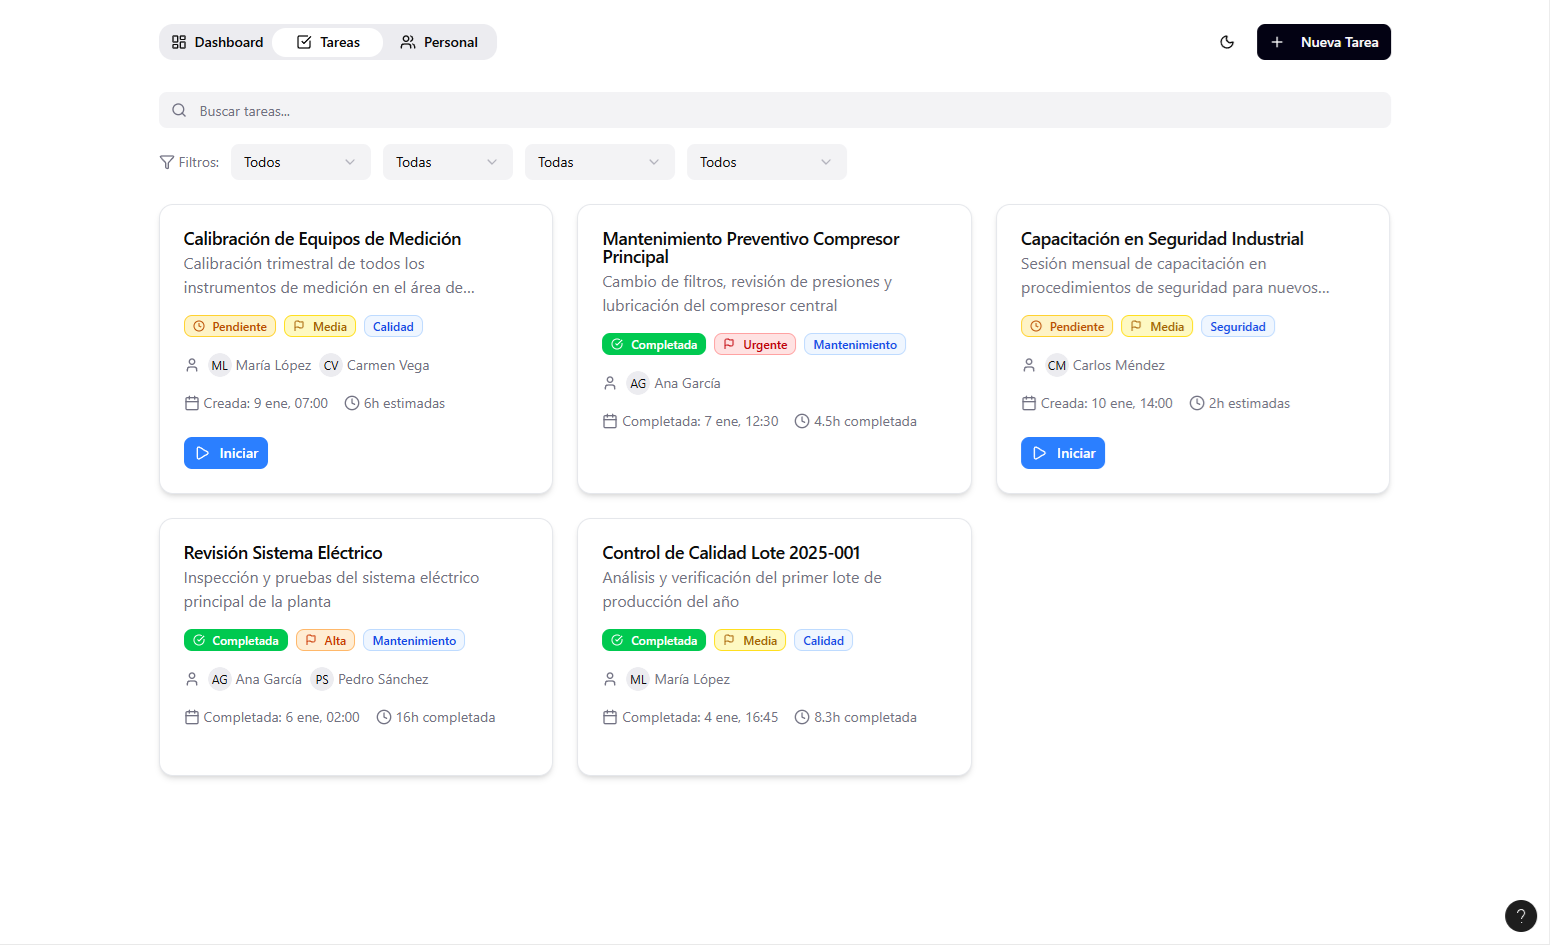 Dashboard
Tareas
Personal
Nueva Tarea
Buscar tareas...
Filtros:
Todos
Todas
Todas
Todos
Calibración de Equipos de Medición
Calibración trimestral de todos los
instrumentos de medición en el área de...
Pendiente
Media
Calidad
ML María López CV Carmen Vega
Creada: 9 ene, 07:00 6h estimadas
Iniciar
Mantenimiento Preventivo Compresor
Principal
Cambio de filtros, revisión de presiones y
lubricación del compresor central
Completada
Urgente
Mantenimiento
AG Ana García
Completada: 7 ene, 12:30 4.5h completada
Capacitación en Seguridad Industrial
Sesión mensual de capacitación en
procedimientos de seguridad para nuevos...
Pendiente
Media
Seguridad
CM Carlos Méndez
Creada: 10 ene, 14:00 2h estimadas
Iniciar
Revisión Sistema Eléctrico
Inspección y pruebas del sistema eléctrico
principal de la planta
Completada
Alta
Mantenimiento
AG Ana García PS Pedro Sánchez
Completada: 6 ene, 02:00 16h completada
Control de Calidad Lote 2025-001
Análisis y verificación del primer lote de
producción del año
Completada
Media
Calidad
ML María López
Completada: 4 ene, 16:45 8.3h completada
?